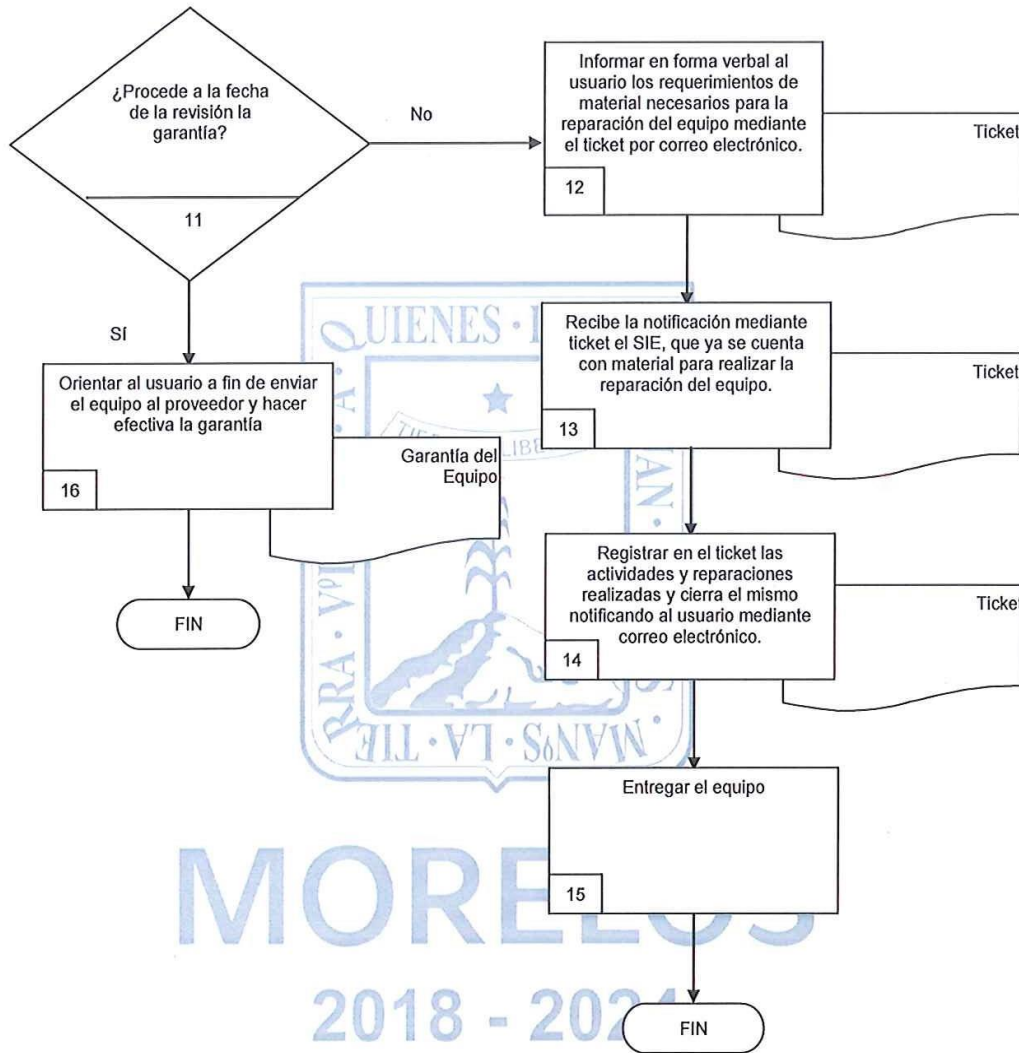 ¿Procede a la fecha
de la revisión la
garantía?
11
No
Informar en forma verbal al
usuario los requerimientos de
material necesarios para la
reparación del equipo mediante
el ticket por correo electrónico.
12
Ticket
Recibe la notificación mediante
ticket el SIE, que ya se cuenta
con material para realizar la
reparación del equipo.
13
Ticket
Registrar en el ticket las
actividades y reparaciones
realizadas y cierra el mismo
notificando al usuario mediante
correo electrónico.
14
Ticket
Entregar el equipo
15
FIN
Sí
Orientar al usuario a fin de enviar
el equipo al proveedor y hacer
efectiva la garantía
16
Garantía del
Equipo
FIN
QUIENES
MANºS · LA · TIERRA
MORELOS
2018 - 2024